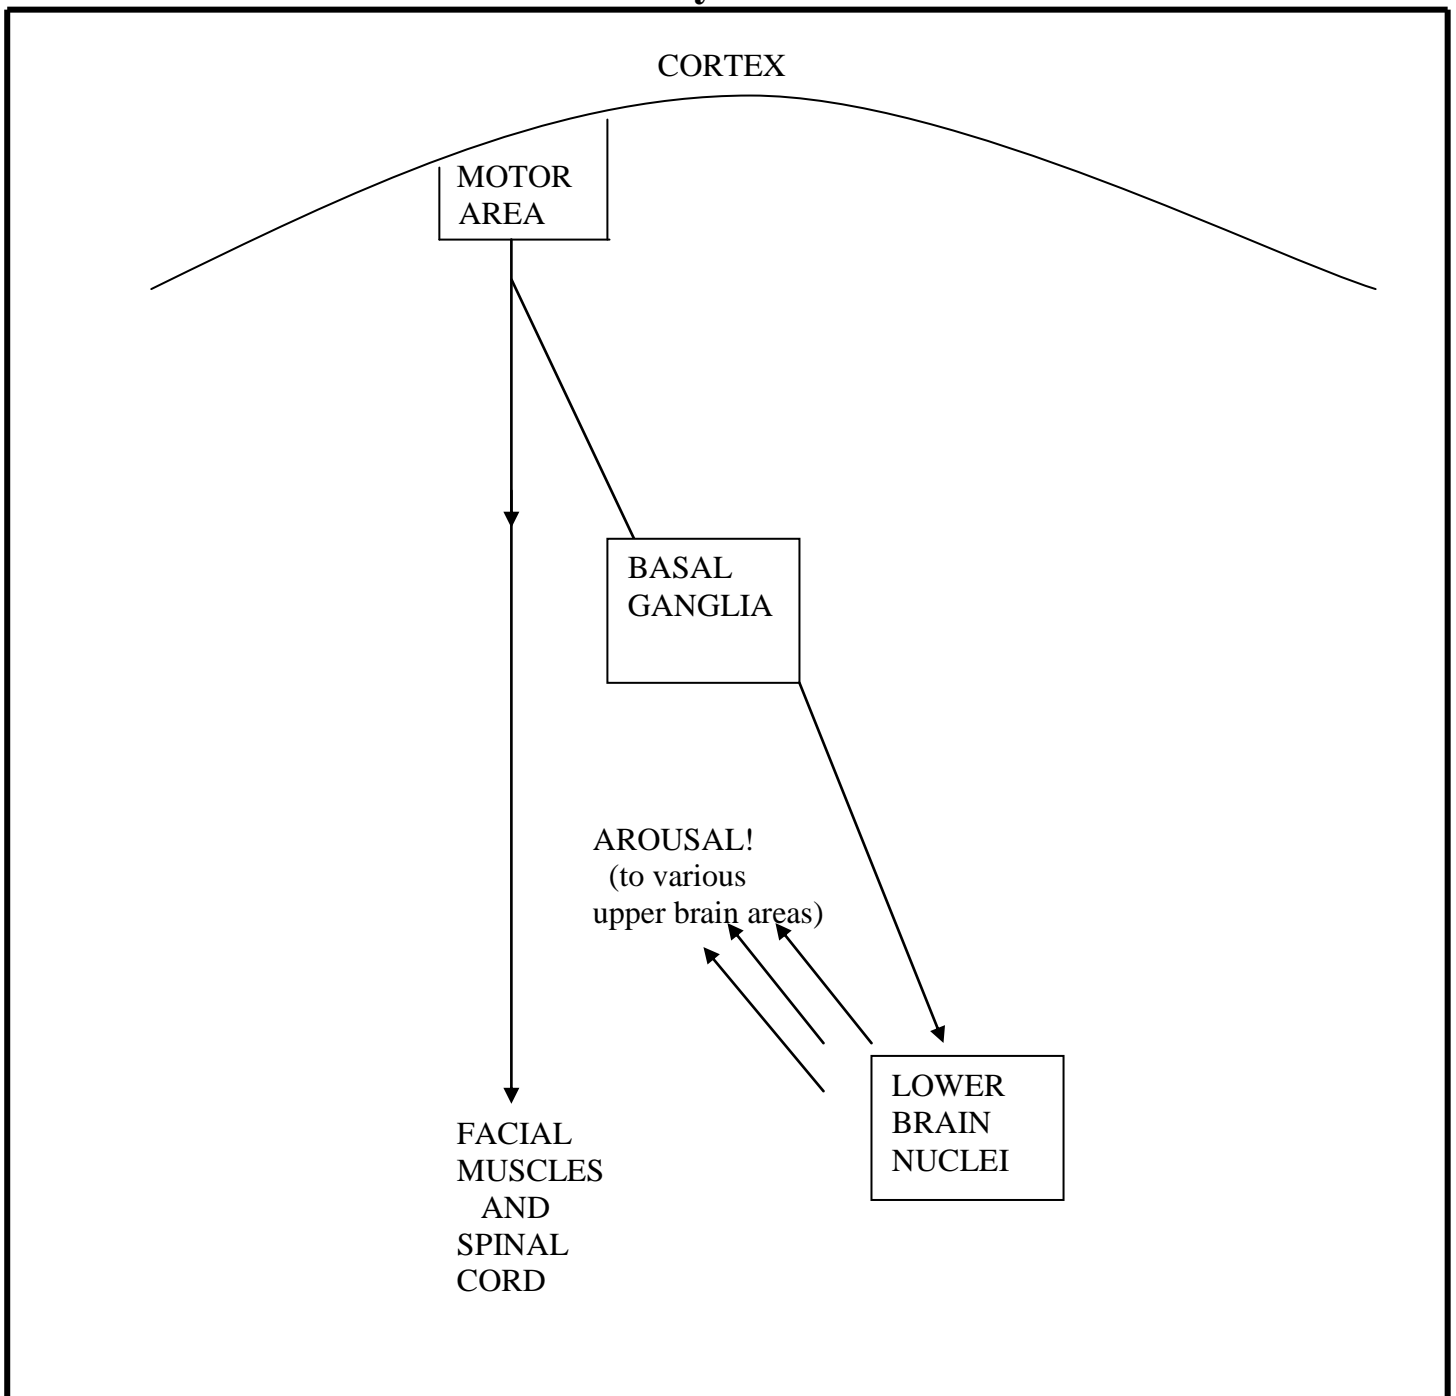 CORTEX
MOTOR
AREA
BASAL
GANGLIA
AROUSAL!
(to various
upper brain areas)
LOWER
BRAIN
NUCLEI
FACIAL
MUSCLES
AND
SPINAL
CORD